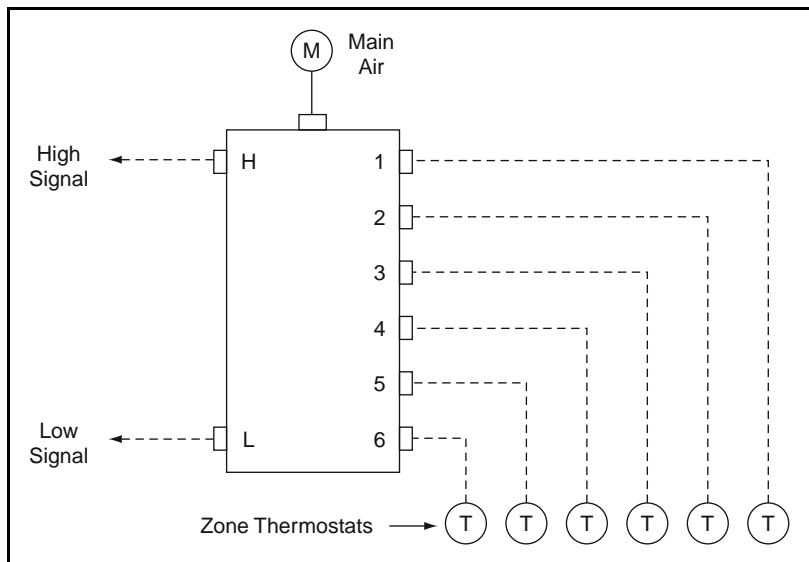 M
Main
Air
High
Signal
H
1
2
3
4
5
Low
Signal
L
6
Zone Thermostats
T T T T T T